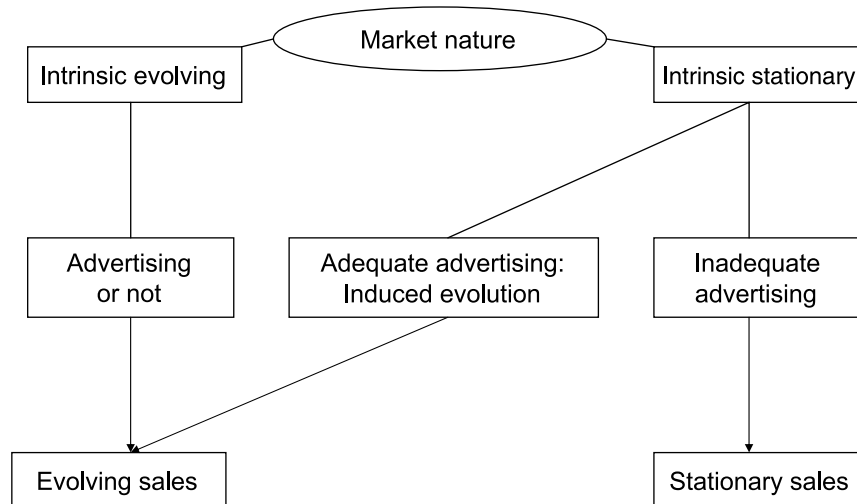 Market nature
Intrinsic evolving
Intrinsic stationary
Advertising
or not
Adequate advertising:
Induced evolution
Inadequate
advertising
Evolving sales
Stationary sales